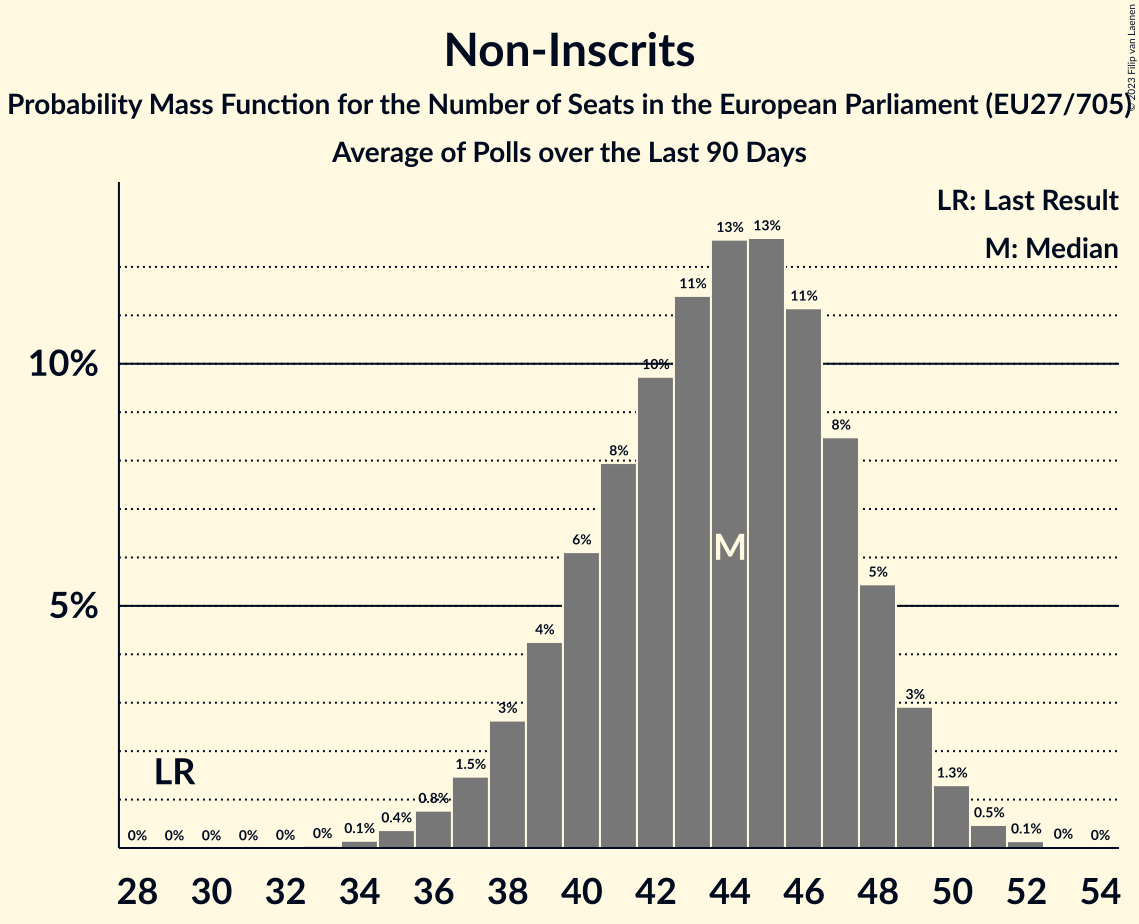 Non-Inscrits
Probability Mass Function for the Number of Seats in the European Parliament (EU27/705)
Average of Polls over the Last 90 Days
© 2023 Filip van Laenen
LR: Last Result
M: Median
10%
5%
0% 0% 0% 0% 0% 0% 0.1% 0.4% 0.8% 1.5% 3% 4% 6% 8% 10% 11% 13% 13% 11% 8% 5% 3% 1.3% 0.5% 0.1% 0% 0%
LR
M
28 30 32 34 36 38 40 42 44 46 48 50 52 54